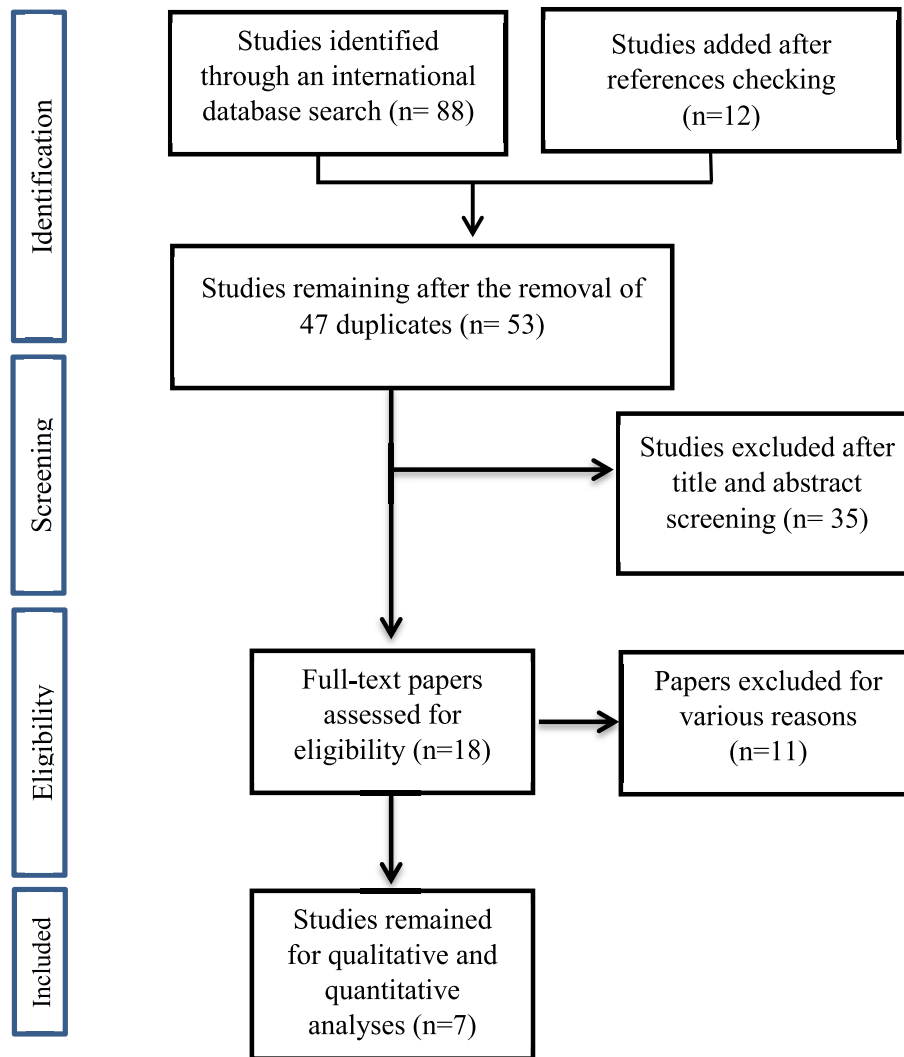 Identification
Studies identified
through an international
database search (n= 88)
Studies added after
references checking
(n=12)
Studies remaining after the removal of
47 duplicates (n= 53)
Screening
Studies excluded after
title and abstract
screening (n= 35)
Eligibility
Full-text papers
assessed for
eligibility (n=18)
Papers excluded for
various reasons
(n=11)
Included
Studies remained
for qualitative and
quantitative
analyses (n=7)